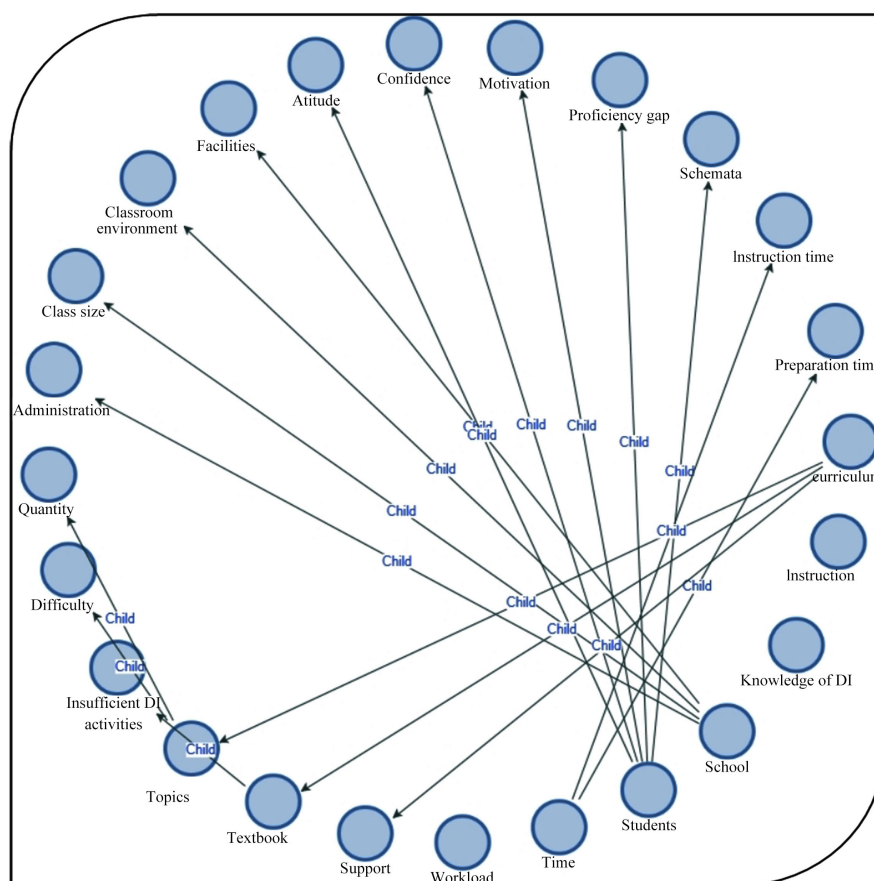 Confidence
Motivation
Atitude
Proficiency gap
Facilities
Schemata
Classroom
environment
Instruction time
Class size
Preparation tim
Administration
Child
Child
Child
Child
Child
Child
Child
curriculum
Quantity
Child
Child
Child
Child
Instruction
Difficulty
Child
Child
Child
Child
Child
Child
Knowledge of DI
Insufficient DI
activities
Child
School
Topics
Textbook
Students
Support
Workload
Time